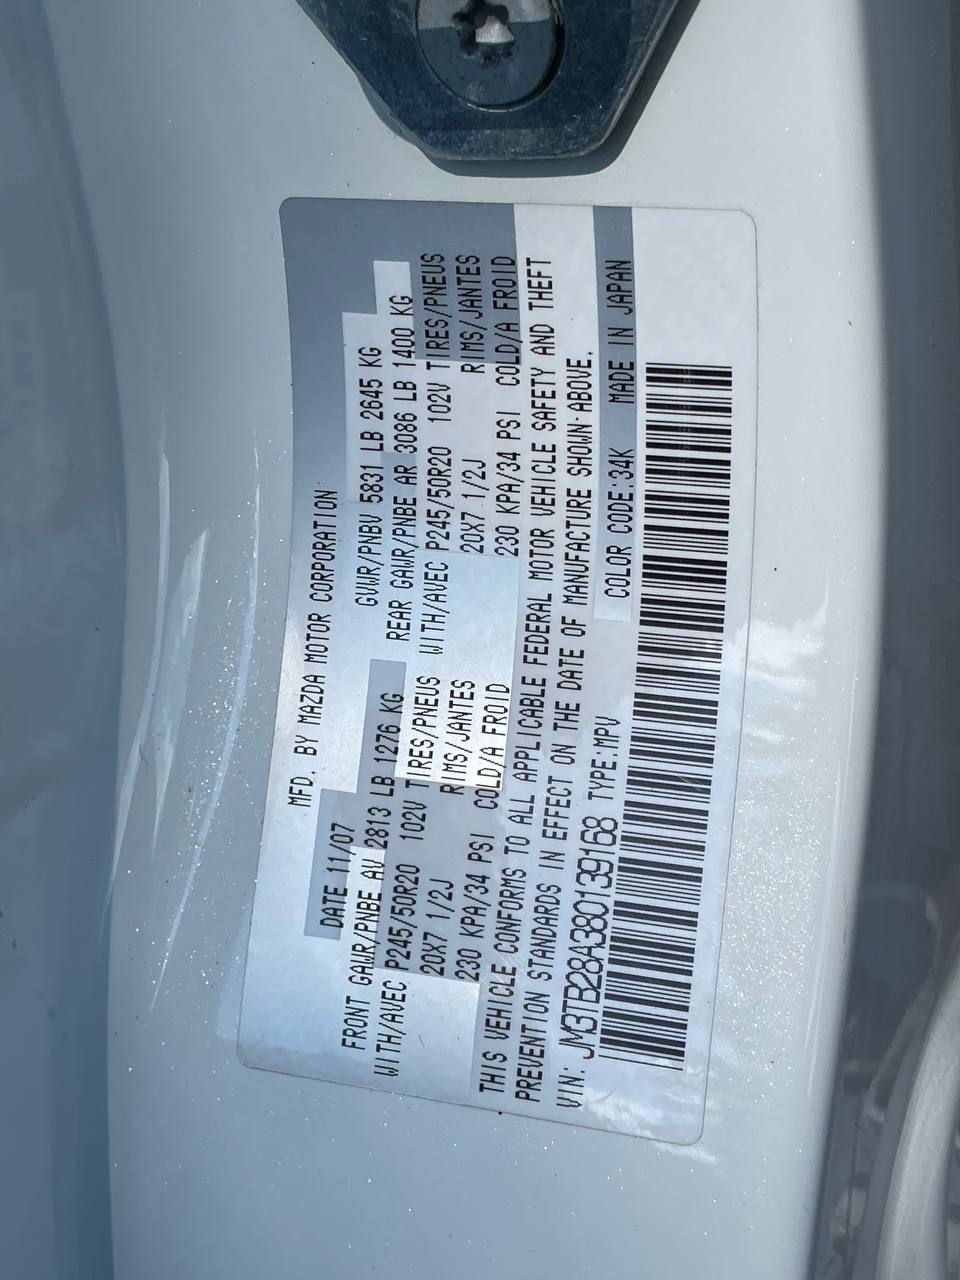 MFD. BY MAZDA MOTOR CORPORATION
DATE 11/07 GVWR/PNBV 5831 LB 2645 KG
FRONT GAWR/PNBE AV 2813 LB 1276 KG REAR GAWR/PNBE AR 3086 LB 1400 KG
WITH/AVEC P245/50R20 102V TIRES/PNEUS WITH/AVEC P245/50R20 102V TIRES/PNEUS
20X7 1/2J RIMS/JANTES 20X7 1/2J RIMS/JANTES
230 KPA/34 PSI COLD/A FROID 230 KPA/34 PSI COLD/A FROID
THIS VEHICLE CONFORMS TO ALL APPLICABLE FEDERAL MOTOR VEHICLE SAFETY AND THEFT
PREVENTION STANDARDS IN EFFECT ON THE DATE OF MANUFACTURE SHOWN ABOVE.
VIN: JM3TB28A380139168 TYPE:MPV COLOR CODE:34K MADE IN JAPAN